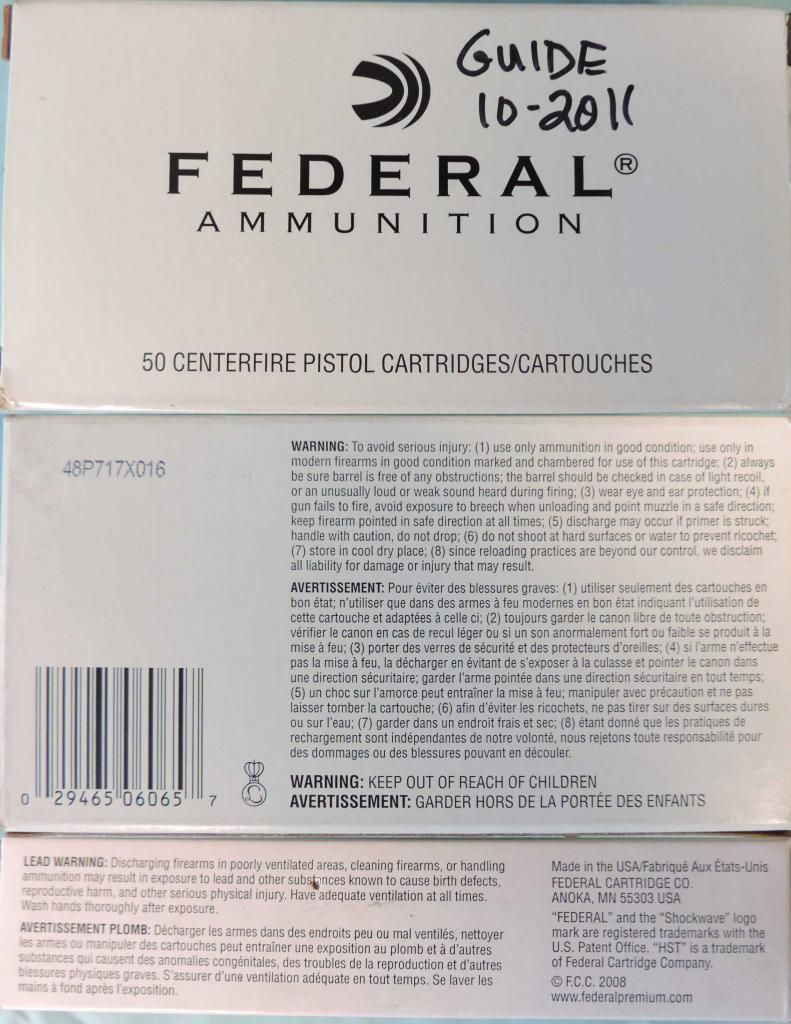 GUIDE
10-2011
FEDERAL®
AMMUNITION
50 CENTERFIRE PISTOL CARTRIDGES/CARTOUCHES
48P717X016
WARNING: To avoid serious injury: (1) use only ammunition in good condition; use only in
modern firearms in good condition marked and chambered for use of this cartridge; (2) always
be sure barrel is free of any obstructions; the barrel should be checked in case of light recoil,
or an unusually loud or weak sound heard during firing; (3) wear eye and ear protection; (4) if
gun fails to fire, avoid exposure to breech when unloading and point muzzle in a safe direction;
keep firearm pointed in safe direction at all times; (5) discharge may occur if primer is struck;
handle with caution, do not drop; (6) do not shoot at hard surfaces or water to prevent ricochet;
(7) store in cool dry place; (8) since reloading practices are beyond our control, we disclaim
all liability for damage or injury that may result.
AVERTISSEMENT: Pour éviter des blessures graves: (1) utiliser seulement des cartouches en
bon état; n'utiliser que dans des armes à feu modernes en bon état indiquant l'utilisation de
cette cartouche et adaptées à celle ci; (2) toujours garder le canon libre de toute obstruction;
vérifier le canon en cas de recul léger ou si un son anormalement fort ou faible se produit à la
mise à feu; (3) porter des verres de sécurité et des protecteurs d'oreilles; (4) si l'arme n'effectue
pas la mise à feu, la décharger en évitant de s'exposer à la culasse et pointer le canon dans
une direction sécuritaire; garder l'arme pointée dans une direction sécuritaire en tout temps;
(5) un choc sur l'amorce peut entraîner la mise à feu; manipuler avec précaution et ne pas
laisser tomber la cartouche; (6) afin d'éviter les ricochets, ne pas tirer sur des surfaces dures
ou sur l'eau; (7) garder dans un endroit frais et sec; (8) étant donné que les pratiques de
rechargement sont indépendantes de notre volonté, nous rejetons toute responsabilité pour
des dommages ou des blessures pouvant en découler.
WARNING: KEEP OUT OF REACH OF CHILDREN
AVERTISSEMENT: GARDER HORS DE LA PORTÉE DES ENFANTS
0 29465 06065 7
LEAD WARNING: Discharging firearms in poorly ventilated areas, cleaning firearms, or handling
ammunition may result in exposure to lead and other substances known to cause birth defects,
reproductive harm, and other serious physical injury. Have adequate ventilation at all times.
Wash hands thoroughly after exposure.
AVERTISSEMENT PLOMB: Décharger les armes dans des endroits peu ou mal ventilés, nettoyer
les armes ou manipuler des cartouches peut entraîner une exposition au plomb et à d'autres
substances qui causent des anomalies congénitales, des troubles de la reproduction et d'autres
blessures physiques graves. S'assurer d'une ventilation adéquate en tout temps. Se laver les
mains à fond après l'exposition.
Made in the USA/Fabriqué Aux États-Unis
FEDERAL CARTRIDGE CO.
ANOKA, MN 55303 USA
"FEDERAL" and the "Shockwave" logo
mark are registered trademarks with the
U.S. Patent Office. "HST" is a trademark
of Federal Cartridge Company.
© F.C.C. 2008
www.federalpremium.com